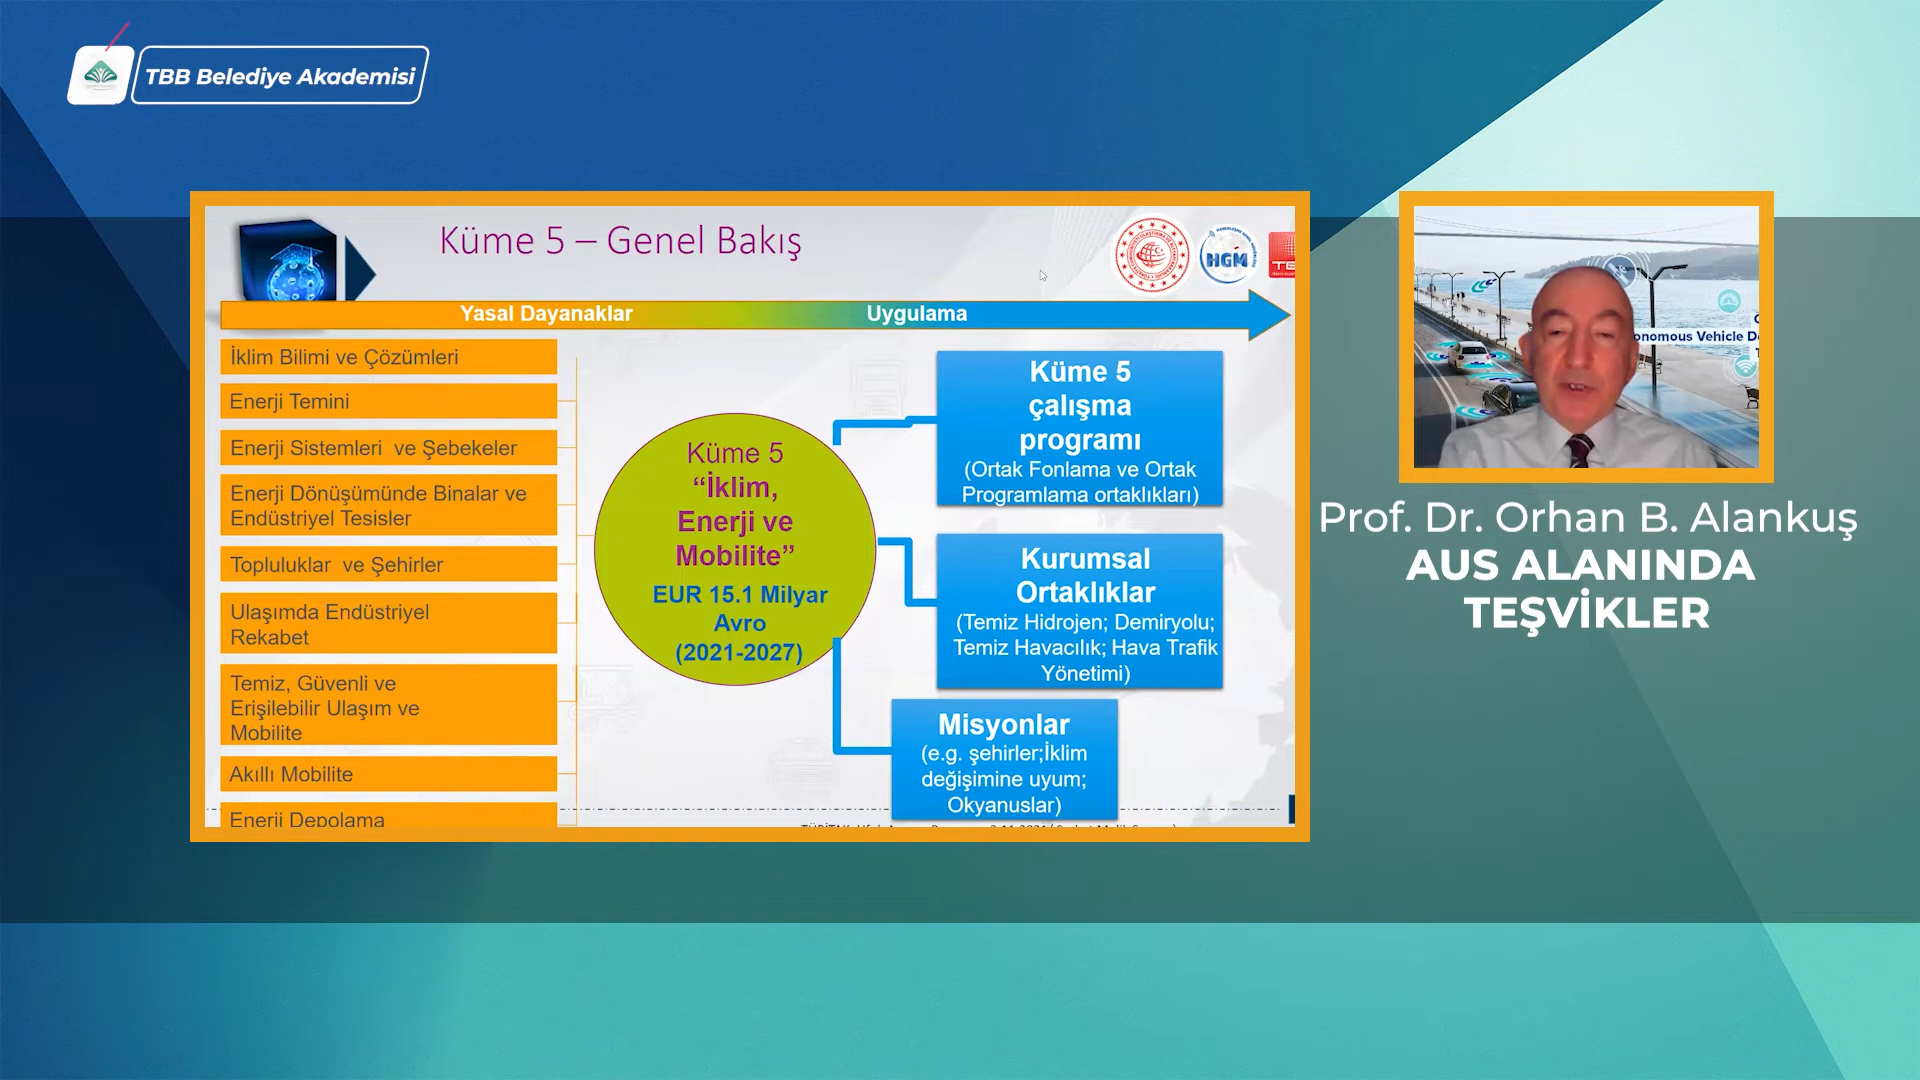 TBB Belediye Akademisi
Küme 5 – Genel Bakış
HGM
Yasal Dayanaklar
Uygulama
İklim Bilimi ve Çözümleri
Enerji Temini
Enerji Sistemleri ve Şebekeler
Enerji Dönüşümünde Binalar ve
Endüstriyel Tesisler
Topluluklar ve Şehirler
Ulaşımda Endüstriyel
Rekabet
Temiz, Güvenli ve
Erişilebilir Ulaşım ve
Mobilite
Akıllı Mobilite
Enerji Depolama
Küme 5
“İklim,
Enerji ve
Mobilite”
EUR 15.1 Milyar
Avro
(2021-2027)
Küme 5
çalışma
programı
(Ortak Fonlama ve Ortak
Programlama ortaklıkları)
Kurumsal
Ortaklıklar
(Temiz Hidrojen; Demiryolu;
Temiz Havacılık; Hava Trafik
Yönetimi)
Misyonlar
(e.g. şehirler;İklim
değişimine uyum;
Okyanuslar)
onomous Vehicle D
Prof. Dr. Orhan B. Alankuş
AUS ALANINDA
TEŞVİKLER